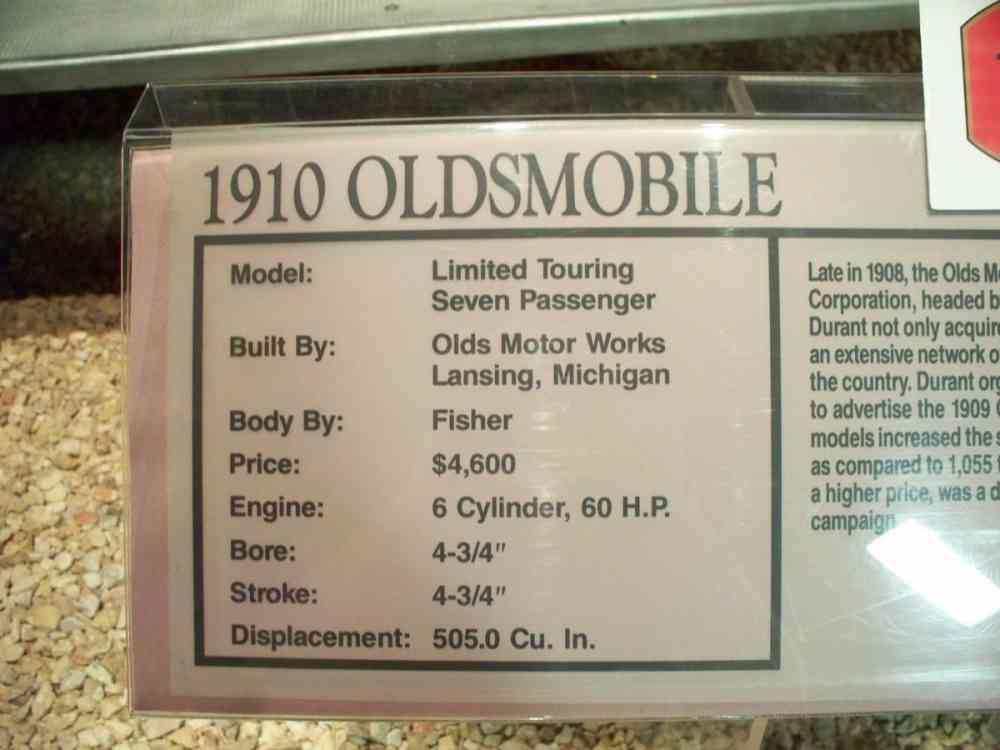 1910 OLDSMOBILE
Model: Limited Touring
Seven Passenger
Built By: Olds Motor Works
Lansing, Michigan
Body By: Fisher
Price: $4,600
Engine: 6 Cylinder, 60 H.P.
Bore: 4-3/4"
Stroke: 4-3/4"
Displacement: 505.0 Cu. In.
Late in 1908, the Olds
Corporation, headed
Durant not only
an extensive network
the country. Durant
to advertise the 1909
models increased the
as compared to 1,055
a higher price, was a
campaign